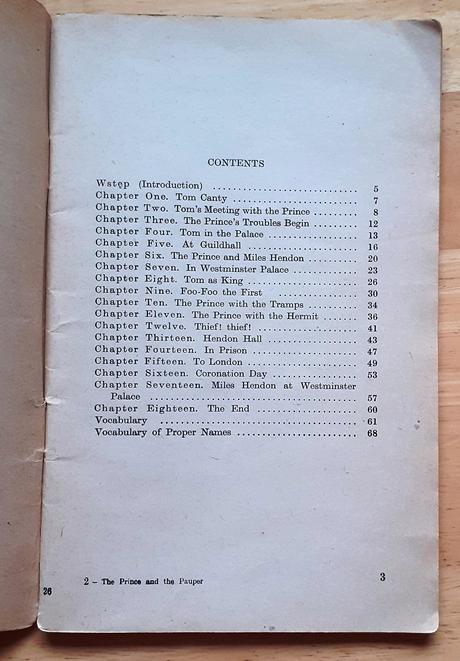 CONTENTS
Wstęp (Introduction) .............................. 5
Chapter One. Tom Canty .......................... 7
Chapter Two. Tom's Meeting with the Prince ......... 8
Chapter Three. The Prince's Troubles Begin ......... 12
Chapter Four. Tom in the Palace .................... 13
Chapter Five. At Guildhall ........................ 16
Chapter Six. The Prince and Miles Hendon .......... 20
Chapter Seven. In Westminster Palace .............. 23
Chapter Eight. Tom as King ........................ 26
Chapter Nine. Foo-Foo the First .................. 30
Chapter Ten. The Prince with the Tramps ........... 34
Chapter Eleven. The Prince with the Hermit ........ 36
Chapter Twelve. Thief! thief! ...................... 41
Chapter Thirteen. Hendon Hall ..................... 43
Chapter Fourteen. In Prison ....................... 47
Chapter Fifteen. To London ........................ 49
Chapter Sixteen. Coronation Day ................... 53
Chapter Seventeen. Miles Hendon at Westminster
Palace ........................................... 57
Chapter Eighteen. The End ........................ 60
Vocabulary ........................................ 61
Vocabulary of Proper Names ........................ 68
2 – The Prince and the Pauper
3
26